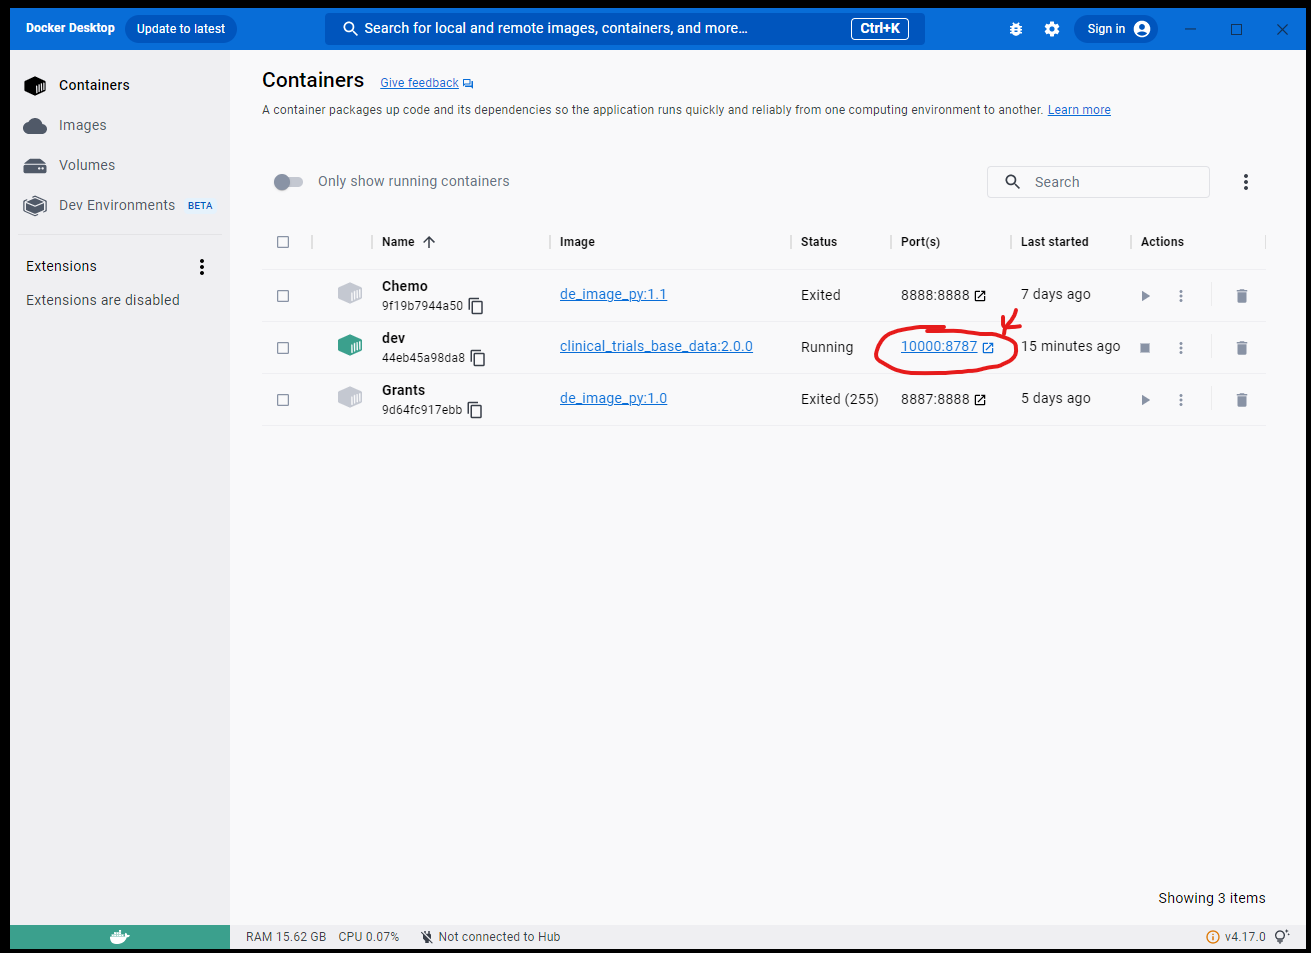 Docker Desktop Update to latest Search for local and remote images, containers, and more... Ctrl+K Sign in
Containers
Images
Volumes
Dev Environments BETA
Extensions
Extensions are disabled
Containers Give feedback
A container packages up code and its dependencies so the application runs quickly and reliably from one computing environment to another. Learn more
Only show running containers Search
Name Image Status Port(s) Last started Actions
Chemo
9f19b7944a50 de_image_py:1.1 Exited 8888:8888 7 days ago
dev
44eb45a98da8 clinical_trials_base_data:2.0.0 Running 10000:8787 15 minutes ago
Grants
9d64fc917ebb de_image_py:1.0 Exited (255) 8887:8888 5 days ago
Showing 3 items
RAM 15.62 GB CPU 0.07% Not connected to Hub v4.17.0